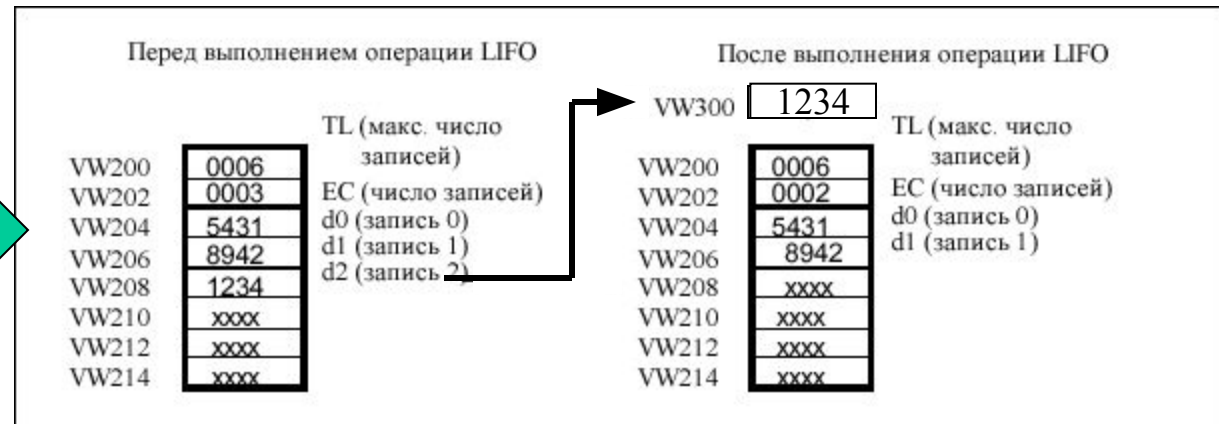 Перед выполнением операции LIFO
TL (макс. число
записей)
VW200 0006
VW202 0003 EC (число записей)
VW204 5431 d0 (запись 0)
VW206 8942 d1 (запись 1)
VW208 1234 d2 (запись 2)
VW210 xxxx
VW212 xxxx
VW214 xxxx
После выполнения операции LIFO
VW300 1234
TL (макс. число
записей)
VW200 0006
VW202 0002 EC (число записей)
VW204 5431 d0 (запись 0)
VW206 8942 d1 (запись 1)
VW208 xxxx
VW210 xxxx
VW212 xxxx
VW214 xxxx